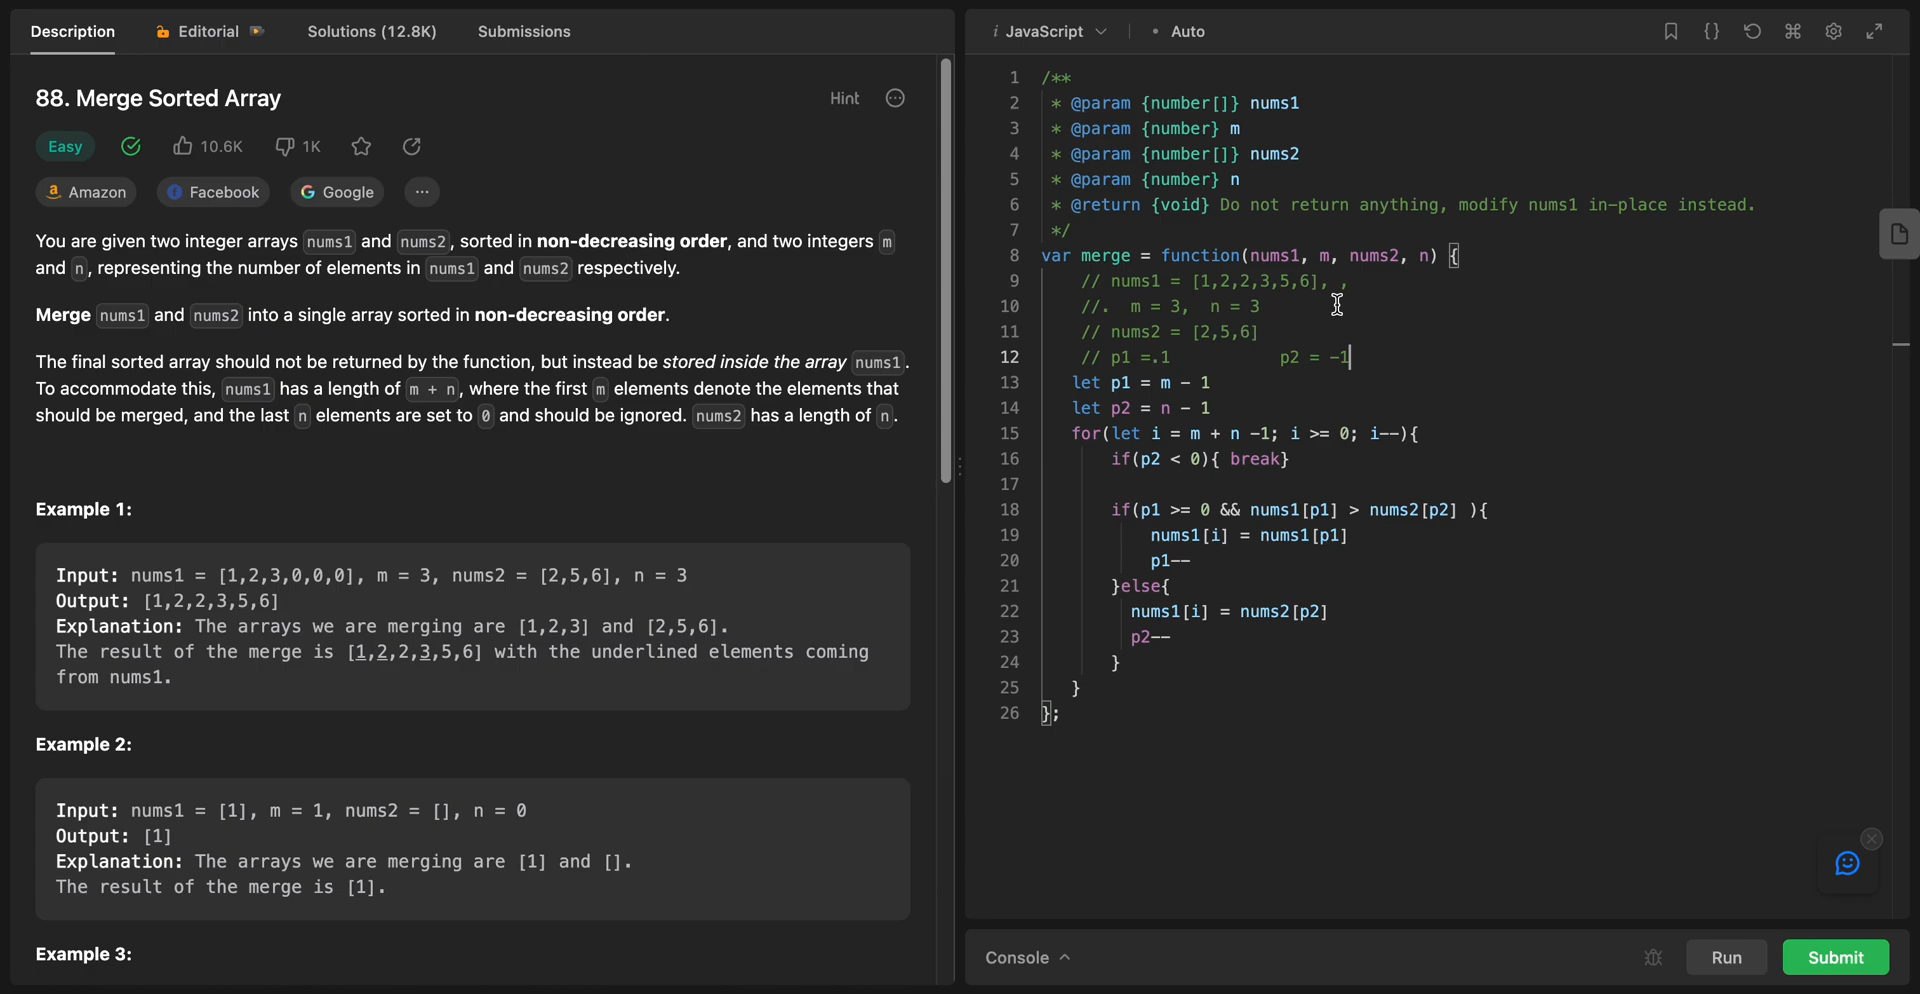 Description
Editorial
Solutions (12.8K)
Submissions
88. Merge Sorted Array
Hint
Easy
10.6K
1K
Amazon
Facebook
Google
You are given two integer arrays nums1 and nums2, sorted in non-decreasing order, and two integers m
and n, representing the number of elements in nums1 and nums2 respectively.
Merge nums1 and nums2 into a single array sorted in non-decreasing order.
The final sorted array should not be returned by the function, but instead be stored inside the array nums1.
To accommodate this, nums1 has a length of m + n, where the first m elements denote the elements that
should be merged, and the last n elements are set to 0 and should be ignored. nums2 has a length of n.
Example 1:
Input: nums1 = [1,2,3,0,0,0], m = 3, nums2 = [2,5,6], n = 3
Output: [1,2,2,3,5,6]
Explanation: The arrays we are merging are [1,2,3] and [2,5,6].
The result of the merge is [1,2,2,3,5,6] with the underlined elements coming
from nums1.
Example 2:
Input: nums1 = [1], m = 1, nums2 = [], n = 0
Output: [1]
Explanation: The arrays we are merging are [1] and [].
The result of the merge is [1].
Example 3:
i JavaScript
• Auto
1 /**
2 * @param {number[]} nums1
3 * @param {number} m
4 * @param {number[]} nums2
5 * @param {number} n
6 * @return {void} Do not return anything, modify nums1 in-place instead.
7 */
8 var merge = function(nums1, m, nums2, n) {
9 // nums1 = [1,2,2,3,5,6], ,
10 //. m = 3, n = 3
11 // nums2 = [2,5,6]
12 // p1 =.1 p2 = -1
13 let p1 = m - 1
14 let p2 = n - 1
15 for(let i = m + n -1; i >= 0; i--){
16 if(p2 < 0){ break}
17
18 if(p1 >= 0 && nums1[p1] > nums2[p2] ){
19 nums1[i] = nums1[p1]
20 p1--
21 }else{
22 nums1[i] = nums2[p2]
23 p2--
24 }
25 }
26 };
Console
Run
Submit